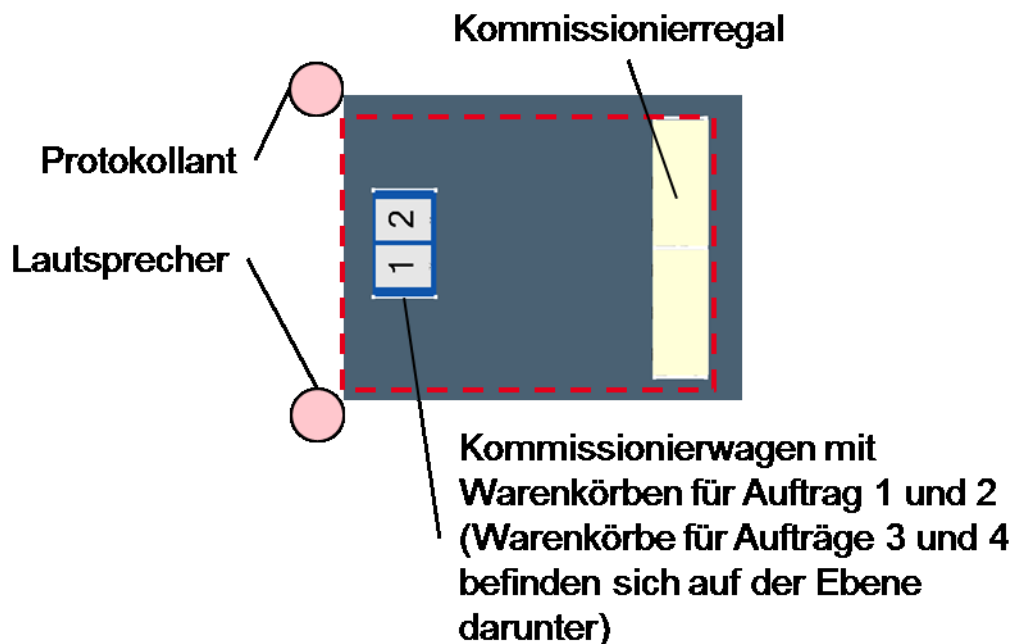 Kommissionierregal
Protokollant
Lautsprecher
2
1
Kommissionierwagen mit
Warenkörben für Auftrag 1 und 2
(Warenkörbe für Aufträge 3 und 4
befinden sich auf der Ebene
darunter)